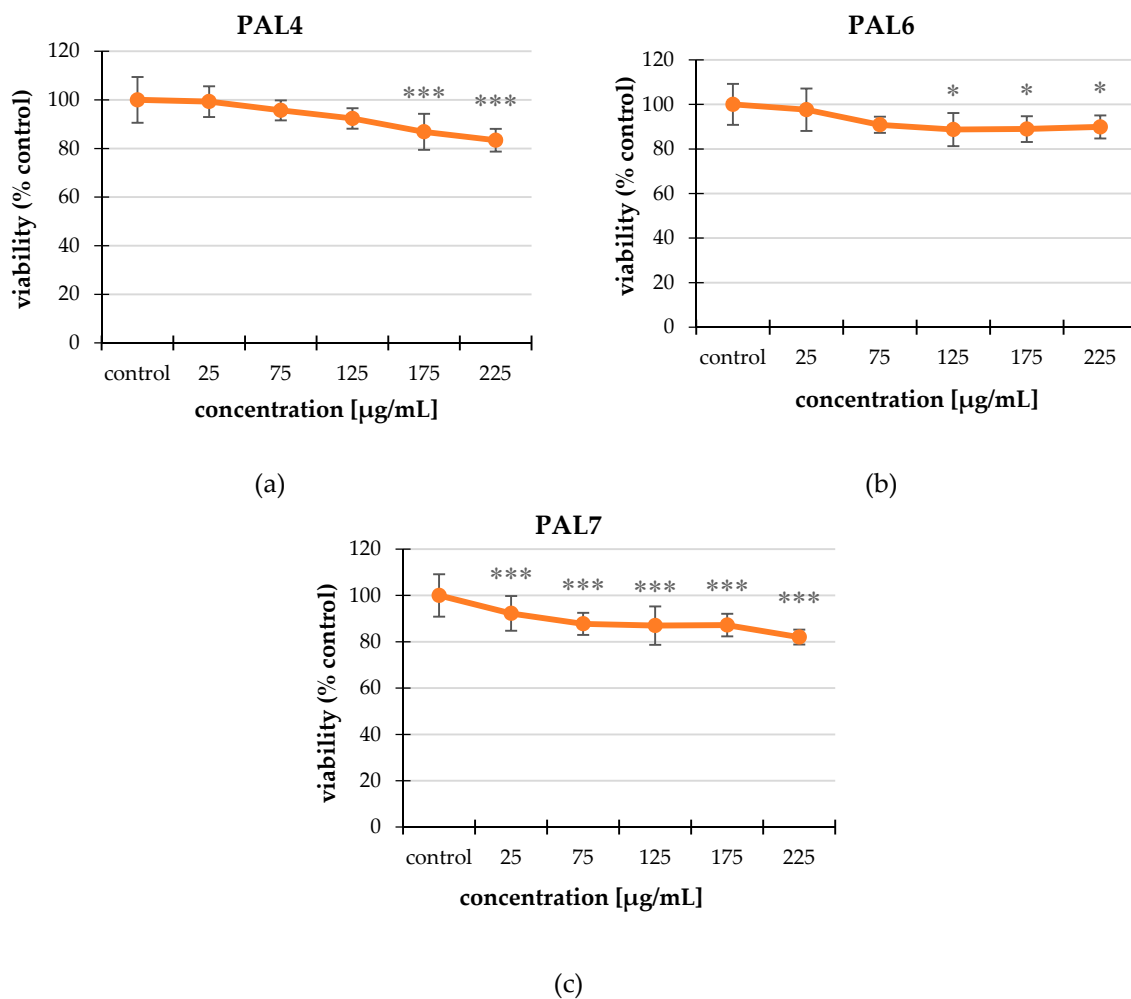 PAL4
120
100
80
60
40
20
0
viability (% control)
*** ***
control 25 75 125 175 225
concentration [µg/mL]
(a)
PAL6
120
100
80
60
40
20
0
viability (% control)
* * *
control 25 75 125 175 225
concentration [µg/mL]
(b)
PAL7
120
100
80
60
40
20
0
viability (% control)
*** *** *** *** ***
control 25 75 125 175 225
concentration [µg/mL]
(c)